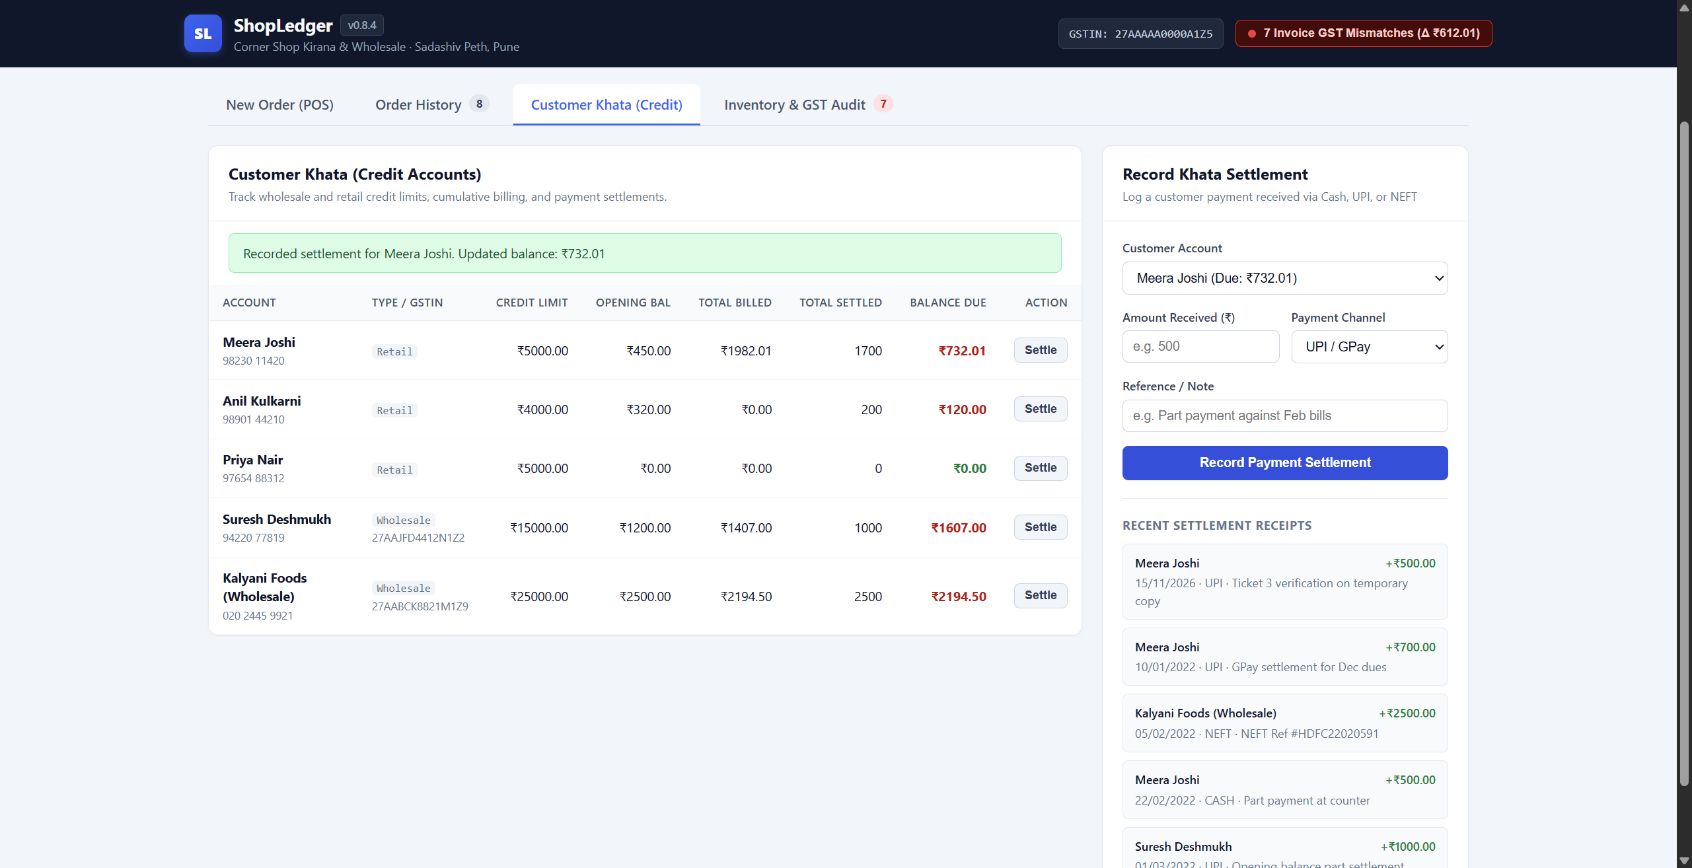 SL
ShopLedger v0.8.4
Corner Shop Kirana & Wholesale · Sadashiv Peth, Pune
GSTIN: 27AAAAA0000A1Z5
7 Invoice GST Mismatches (Δ ₹612.01)
New Order (POS)
Order History 8
Customer Khata (Credit)
Inventory & GST Audit 7
Customer Khata (Credit Accounts)
Track wholesale and retail credit limits, cumulative billing, and payment settlements.
Recorded settlement for Meera Joshi. Updated balance: ₹732.01
ACCOUNT TYPE / GSTIN CREDIT LIMIT OPENING BAL TOTAL BILLED TOTAL SETTLED BALANCE DUE ACTION
Meera Joshi
98230 11420
Retail ₹5000.00 ₹450.00 ₹1982.01 1700 ₹732.01 Settle
Anil Kulkarni
98901 44210
Retail ₹4000.00 ₹320.00 ₹0.00 200 ₹120.00 Settle
Priya Nair
97654 88312
Retail ₹5000.00 ₹0.00 ₹0.00 0 ₹0.00 Settle
Suresh Deshmukh
94220 77819
Wholesale
27AAJFD4412N1Z2
₹15000.00 ₹1200.00 ₹1407.00 1000 ₹1607.00 Settle
Kalyani Foods
(Wholesale)
020 2445 9921
Wholesale
27AABCK8821M1Z9
₹25000.00 ₹2500.00 ₹2194.50 2500 ₹2194.50 Settle
Record Khata Settlement
Log a customer payment received via Cash, UPI, or NEFT
Customer Account
Meera Joshi (Due: ₹732.01)
Amount Received (₹) Payment Channel
e.g. 500 UPI / GPay
Reference / Note
e.g. Part payment against Feb bills
Record Payment Settlement
RECENT SETTLEMENT RECEIPTS
Meera Joshi +₹500.00
15/11/2026 · UPI · Ticket 3 verification on temporary
copy
Meera Joshi +₹700.00
10/01/2022 · UPI · GPay settlement for Dec dues
Kalyani Foods (Wholesale) +₹2500.00
05/02/2022 · NEFT · NEFT Ref #HDFC22020591
Meera Joshi +₹500.00
22/02/2022 · CASH · Part payment at counter
Suresh Deshmukh +₹1000.00
01/03/2022 · UPI · Opening balance part settlement